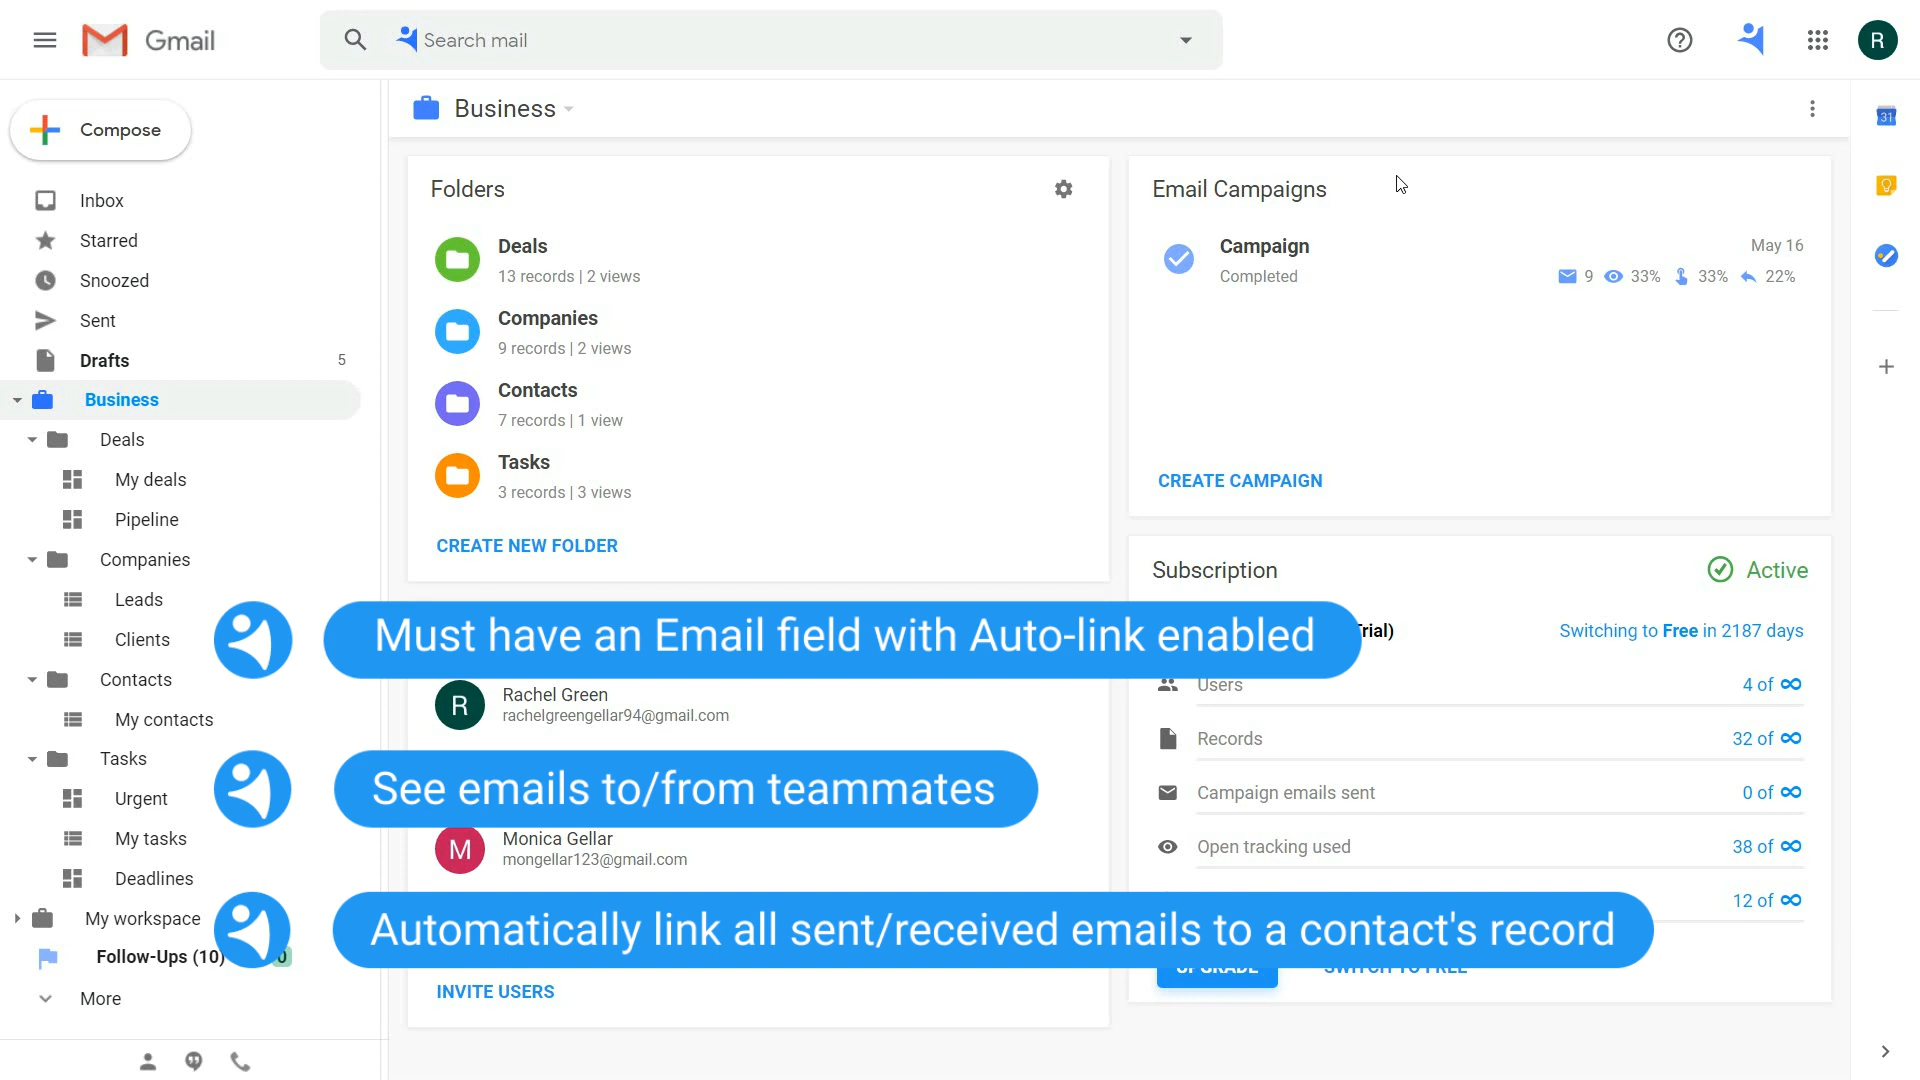 Gmail
Search mail
R
Compose
Inbox
Starred
Snoozed
Sent
Drafts 5
Business
Deals
My deals
Pipeline
Companies
Leads
Clients
Contacts
My contacts
Tasks
Urgent
My tasks
Deadlines
My workspace
Follow-Ups (10)
More
Business
Folders
Deals
13 records | 2 views
Companies
9 records | 2 views
Contacts
7 records | 1 view
Tasks
3 records | 3 views
CREATE NEW FOLDER
Email Campaigns
Campaign May 16
Completed 9 33% 33% 22%
CREATE CAMPAIGN
Subscription Active
Must have an Email field with Auto-link enabled
Trial) Switching to Free in 2187 days
Users 4 of ∞
R Rachel Green
rachelgreengellar94@gmail.com
Records 32 of ∞
See emails to/from teammates
Campaign emails sent 0 of ∞
M Monica Gellar
mongellar123@gmail.com
Open tracking used 38 of ∞
12 of ∞
Automatically link all sent/received emails to a contact's record
UPGRADE SWITCH TO FREE
INVITE USERS
31